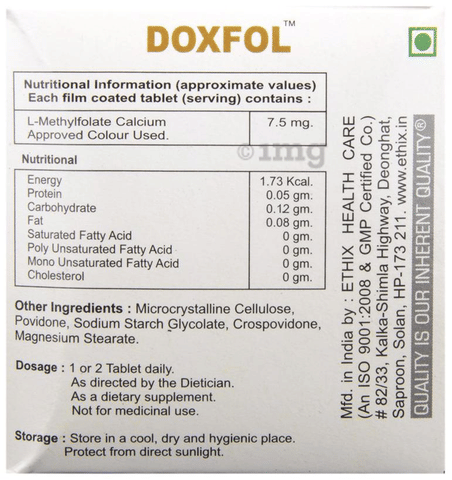 DOXFOL™
Nutritional Information (approximate values)
Each film coated tablet (serving) contains :
L-Methylfolate Calcium 7.5 mg.
Approved Colour Used.
1mg
Nutritional
Energy 1.73 Kcal.
Protein 0.05 gm.
Carbohydrate 0.12 gm.
Fat 0.08 gm.
Saturated Fatty Acid 0 gm.
Poly Unsaturated Fatty Acid 0 gm.
Mono Unsaturated Fatty Acid 0 gm.
Cholesterol 0 gm.
Other Ingredients : Microcrystalline Cellulose,
Povidone, Sodium Starch Glycolate, Crospovidone,
Magnesium Stearate.
Dosage : 1 or 2 Tablet daily.
As directed by the Dietician.
As a dietary supplement.
Not for medicinal use.
Storage : Store in a cool, dry and hygienic place.
Protect from direct sunlight.
Mfd. in India by : ETHIX HEALTH CARE
(An ISO 9001:2008 & GMP Certified Co.)
# 82/33, Kalka-Shimla Highway, Deonghat,
Saproon, Solan, HP-173 211. www.ethix.in
QUALITY IS OUR INHERENT QUALITY®